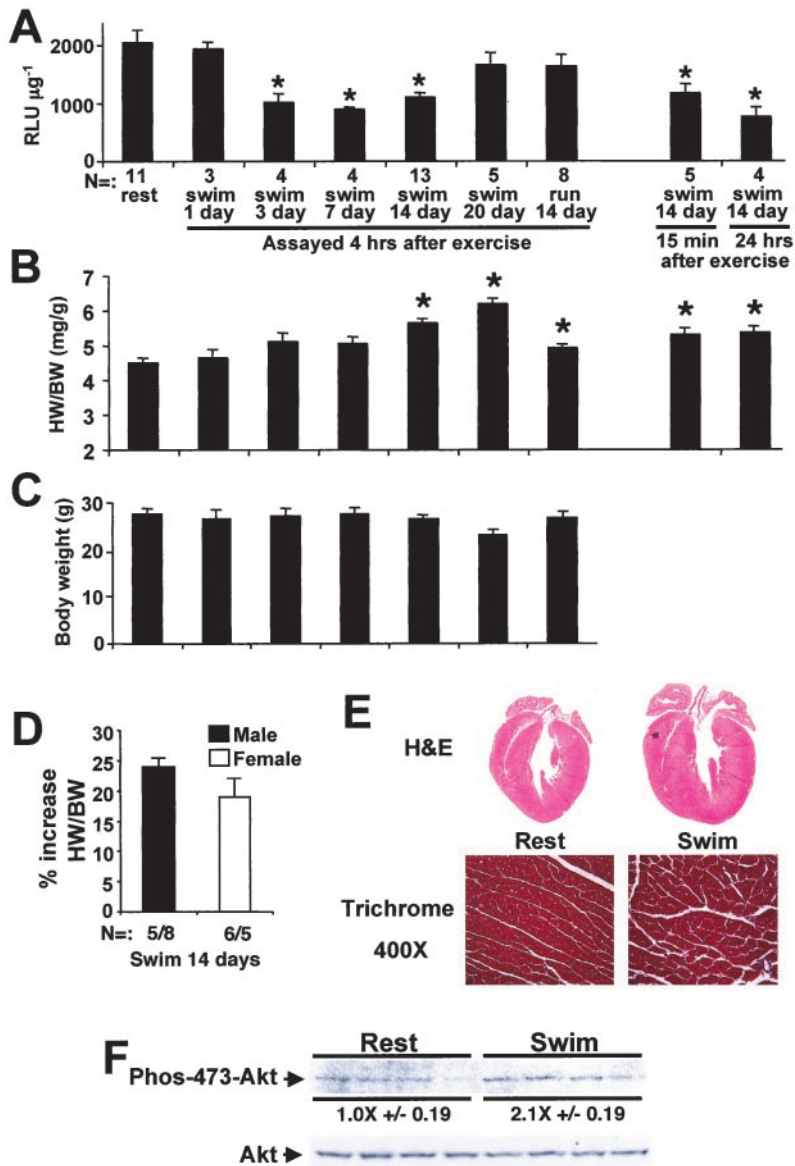 A
RLU μg-1
2000
1000
0
N=: 11 3 4 4 13 5 8 5 4
rest swim swim swim swim swim run swim swim
1 day 3 day 7 day 14 day 20 day 14 day 14 day 14 day
* * * * *
Assayed 4 hrs after exercise
15 min 24 hrs
after exercise
B
HW/BW (mg/g)
7
6
5
4
3
2
* * * * *
C
Body weight (g)
30
20
10
0
D
% increase
HW/BW
30
25
20
15
10
5
0
Male
Female
N=: 5/8 6/5
Swim 14 days
E
H&E
Rest Swim
Trichrome
400X
F
Rest Swim
Phos-473-Akt
1.0X +/- 0.19 2.1X +/- 0.19
Akt